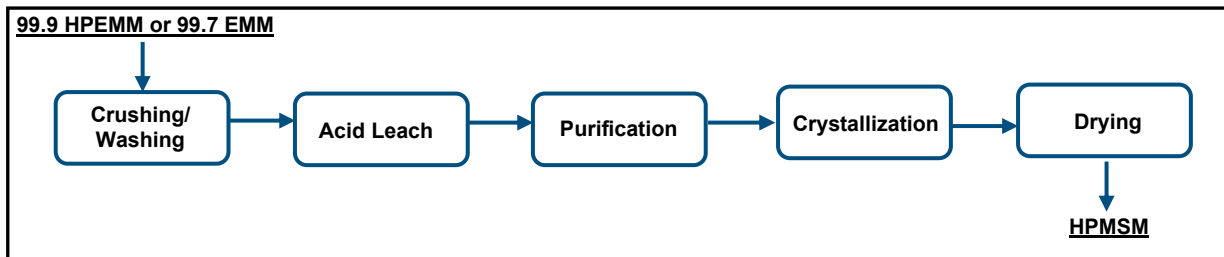 99.9 HPEMM or 99.7 EMM
Crushing/
Washing
Acid Leach
Purification
Crystallization
Drying
HPMSM